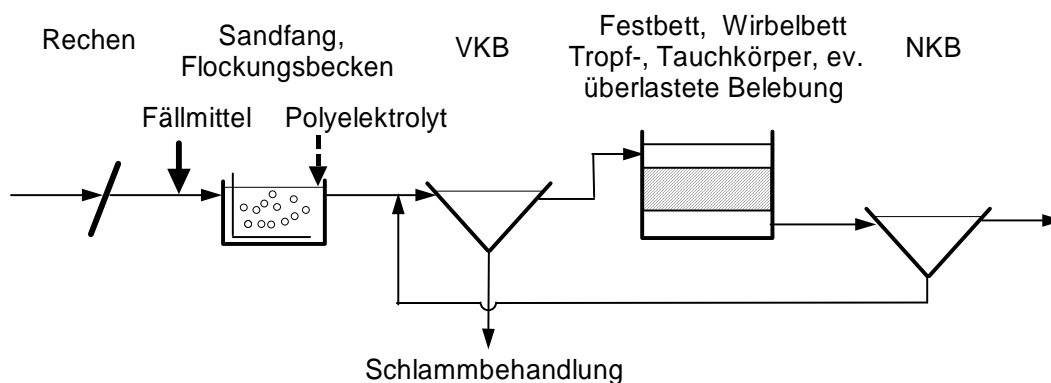 Rechen
Sandfang,
Flockungsbecken
VKB
Festbett, Wirbelbett
Tropf-, Tauchkörper, ev.
überlastete Belebung
NKB
Fällmittel
Polyelektrolyt
Schlammbehandlung